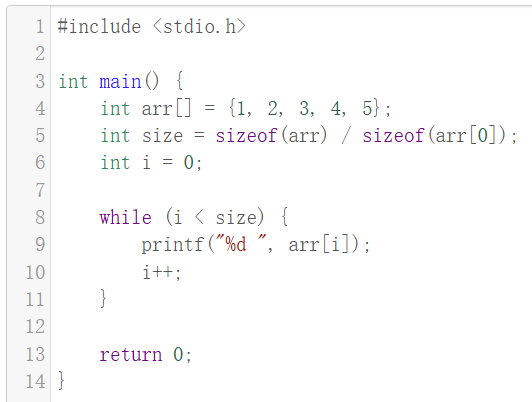 1 #include <stdio.h>
2
3 int main() {
4     int arr[] = {1, 2, 3, 4, 5};
5     int size = sizeof(arr) / sizeof(arr[0]);
6     int i = 0;
7
8     while (i < size) {
9         printf("%d ", arr[i]);
10         i++;
11     }
12
13     return 0;
14 }